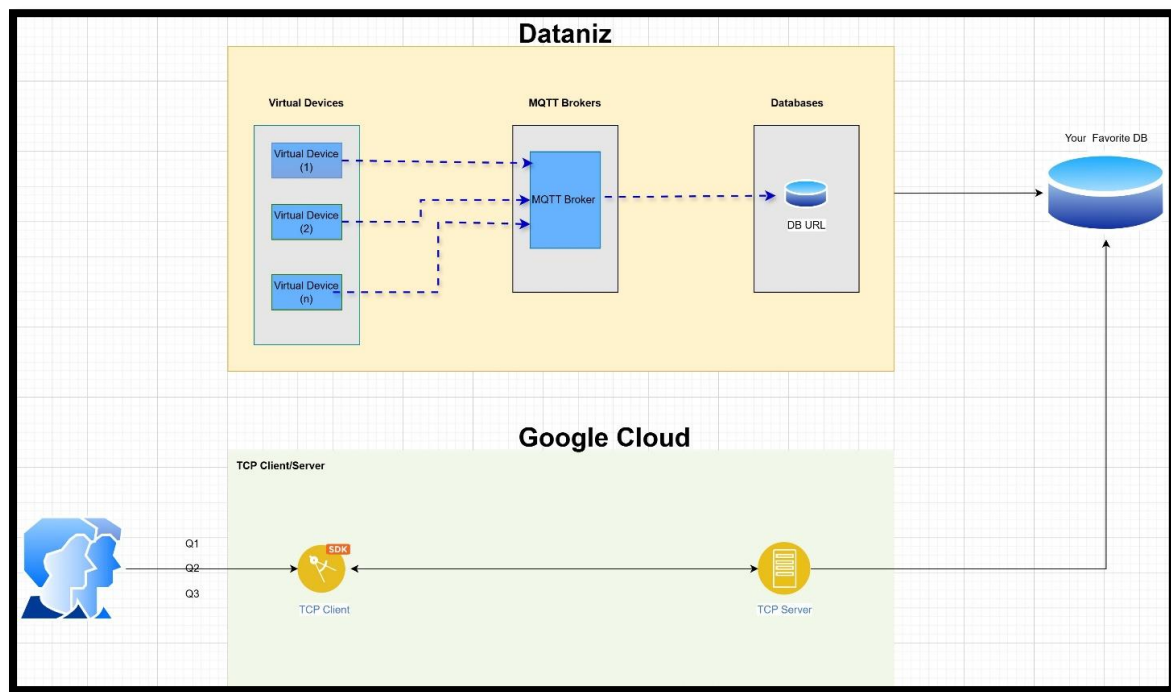 Dataniz
Virtual Devices
MQTT Brokers
Databases
Virtual Device
(1)
Virtual Device
(2)
Virtual Device
(n)
MQTT Broker
DB URL
Your Favorite DB
Google Cloud
TCP Client/Server
Q1
Q2
Q3
SDK
TCP Client
TCP Server